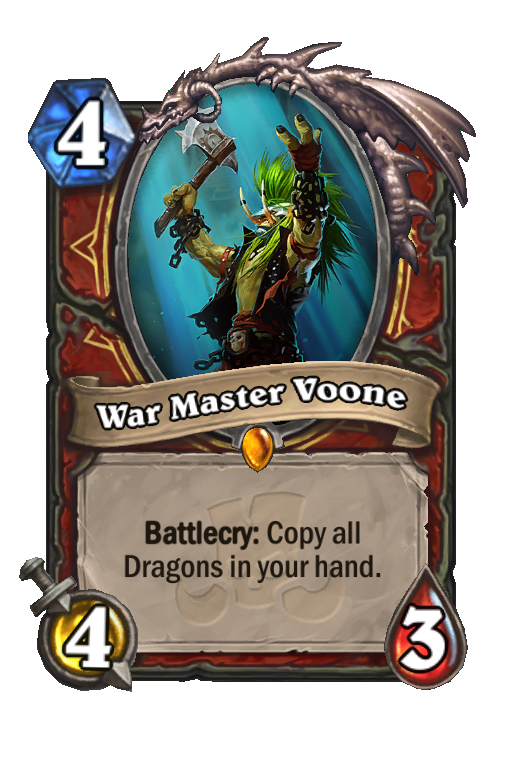 4
War Master Voone
Battlecry: Copy all
Dragons in your hand.
4
3